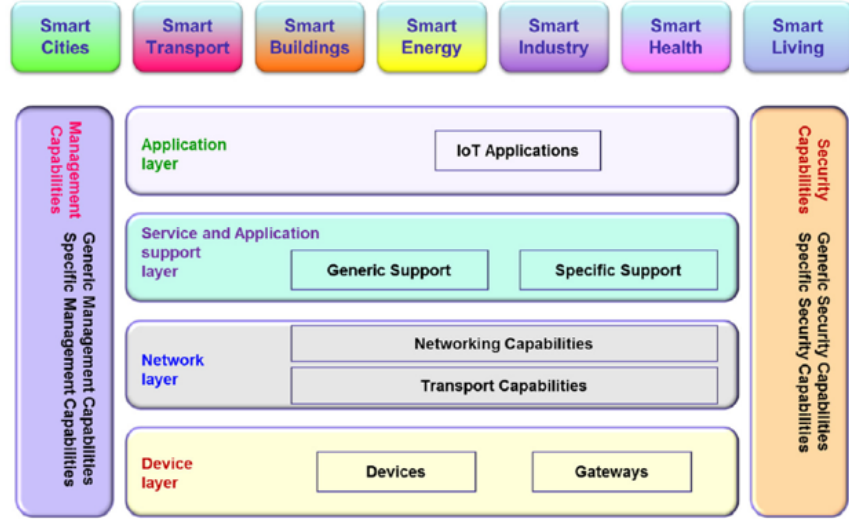 Smart
Cities
Smart
Transport
Smart
Buildings
Smart
Energy
Smart
Industry
Smart
Health
Smart
Living
Management
Capabilities
Generic Management Capabilities
Specific Management Capabilities
Application
layer
IoT Applications
Service and Application
support
layer
Generic Support
Specific Support
Network
layer
Networking Capabilities
Transport Capabilities
Device
layer
Devices
Gateways
Security
Capabilities
Generic Security Capabilities
Specific Security Capabilities